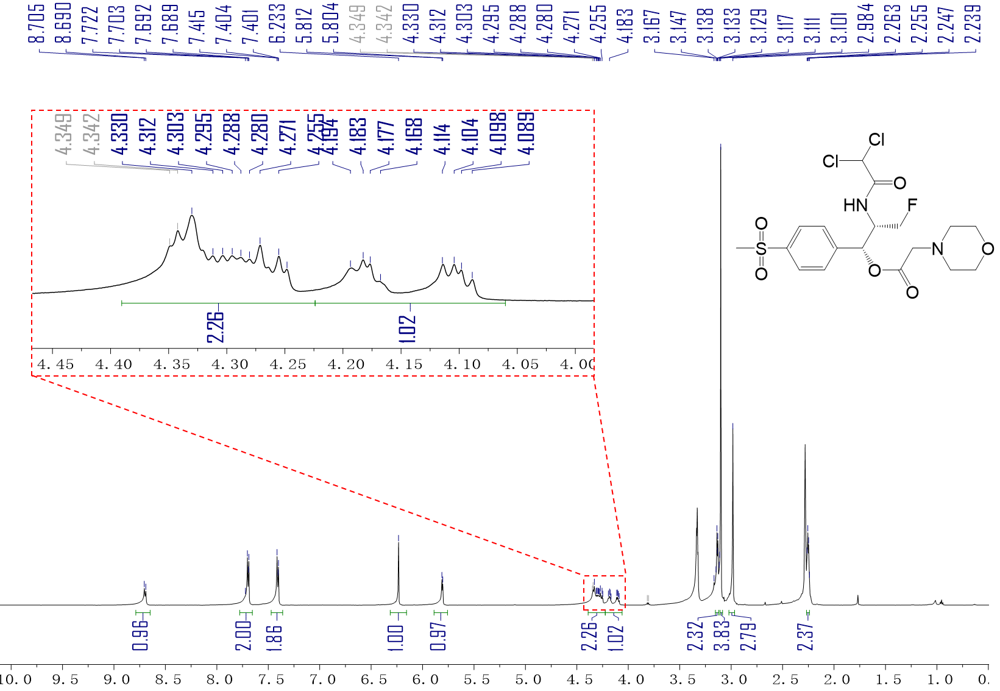 8.705 8.690 7.722 7.703 7.692 7.689 7.415 7.404 7.401 6.233 5.812 5.804 4.349 4.342 4.330 4.312 4.303 4.295 4.288 4.280 4.271 4.255 4.183 3.167 3.147 3.138 3.133 3.129 3.117 3.111 3.101 2.984 2.263 2.255 2.247 2.239
4.349 4.342 4.330 4.312 4.303 4.295 4.288 4.280 4.271 4.255 4.194 4.183 4.177 4.168 4.114 4.104 4.098 4.089
2.26 1.02
4.45 4.40 4.35 4.30 4.25 4.20 4.15 4.10 4.05 4.00
Cl
Cl
O
HN F
O
S
O
N O
O
O
0.96 2.00 1.86 1.00 0.97 2.26 1.02 2.32 3.83 2.79 2.37
10.0 9.5 9.0 8.5 8.0 7.5 7.0 6.5 6.0 5.5 5.0 4.5 4.0 3.5 3.0 2.5 2.0 1.5 1.0 0.